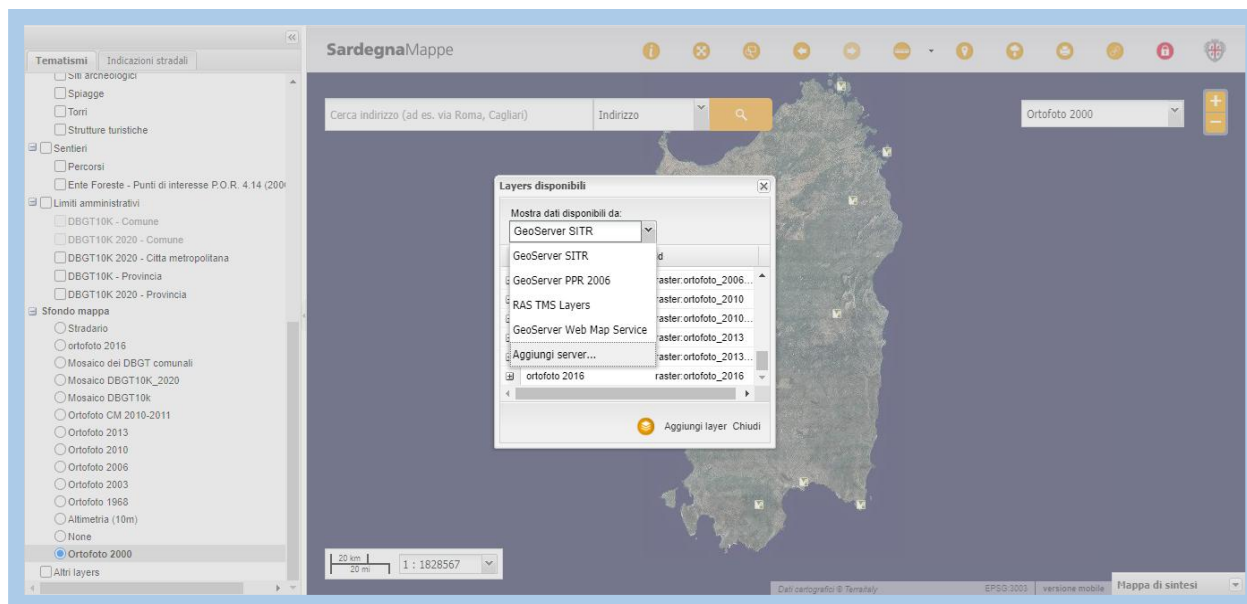 Tematismi
Indicazioni stradali
Siti archeologici
Spiagge
Torri
Strutture turistiche
Sentieri
Percorsi
Ente Foreste - Punti di interesse P.O.R. 4.14 (200
Limiti amministrativi
DBGT10K - Comune
DBGT10K 2020 - Comune
DBGT10K 2020 - Citta metropolitana
DBGT10K - Provincia
DBGT10K 2020 - Provincia
Sfondo mappa
Stradario
ortofoto 2016
Mosaico dei DBGT comunali
Mosaico DBGT10K_2020
Mosaico DBGT10k
Ortofoto CM 2010-2011
Ortofoto 2013
Ortofoto 2010
Ortofoto 2006
Ortofoto 2003
Ortofoto 1968
Altimetria (10m)
None
Ortofoto 2000
Altri layers
SardegnaMappe
Cerca indirizzo (ad es. via Roma, Cagliari)
Indirizzo
Ortofoto 2000
Layers disponibili
Mostra dati disponibili da:
GeoServer SITR
GeoServer SITR
GeoServer PPR 2006
RAS TMS Layers
GeoServer Web Map Service
Aggiungi server...
d
raster:ortofoto_2006...
raster:ortofoto_2010
raster:ortofoto_2010...
raster:ortofoto_2013
raster:ortofoto_2013...
ortofoto 2016 raster:ortofoto_2016
Aggiungi layer Chiudi
20 km
20 mi
1 : 1828567
Dati cartografici © Terraitaly
EPSG:3003
versione mobile
Mappa di sintesi